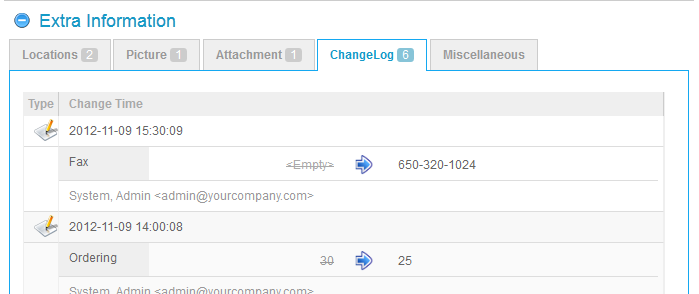 Extra Information
Locations 2 Picture 1 Attachment 1 ChangeLog 6 Miscellaneous
Type Change Time
2012-11-09 15:30:09
Fax <Empty> 650-320-1024
System, Admin <admin@yourcompany.com>
2012-11-09 14:00:08
Ordering 30 25
System, Admin <admin@yourcompany.com>